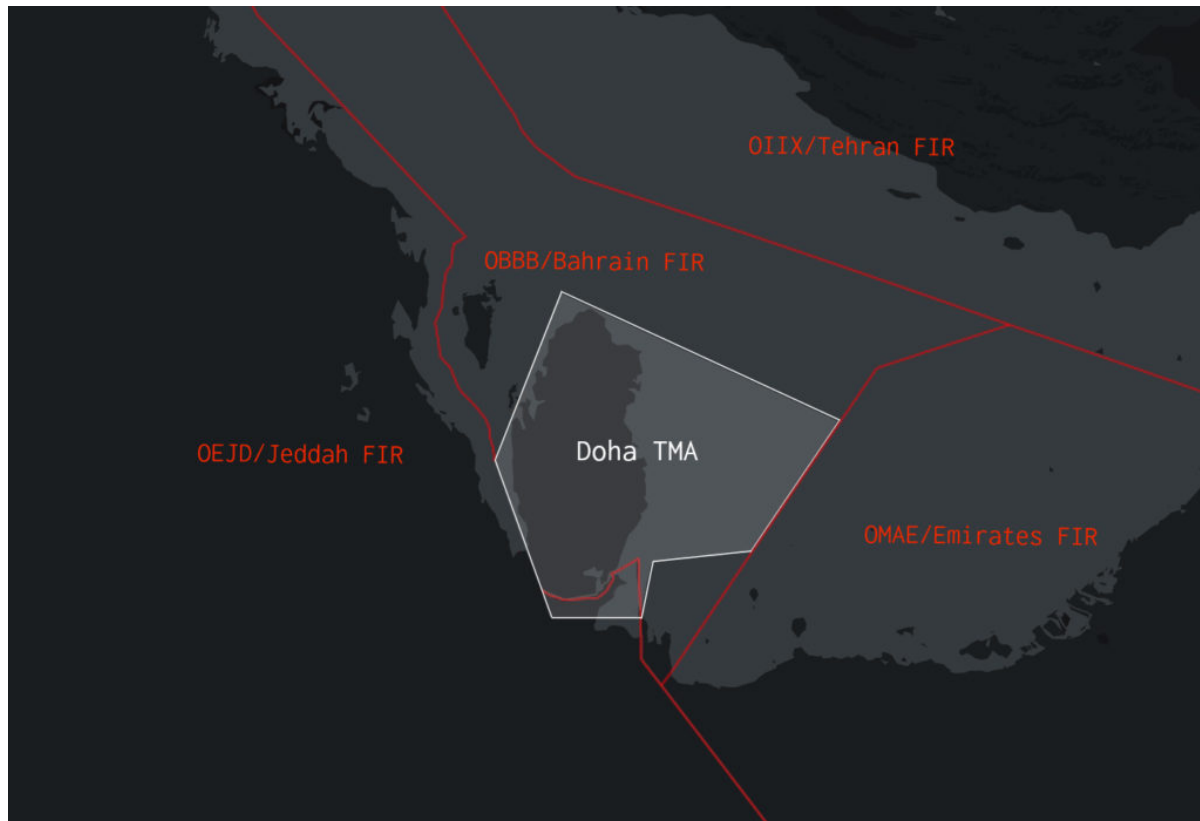 OIIX/Tehran FIR
OBBB/Bahrain FIR
Doha TMA
OEJD/Jeddah FIR
OMAE/Emirates FIR